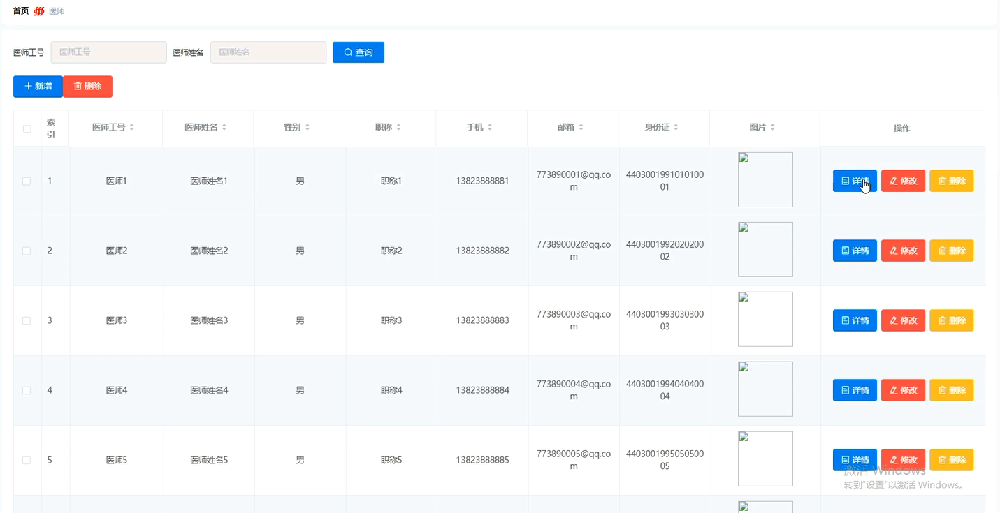 首页 医师
医师工号 医师工号 医师姓名 医师姓名 查询
新增 删除
索引 医师工号 医师姓名 性别 职称 手机 邮箱 身份证 图片 操作
1 医师1 医师姓名1 男 职称1 13823888881 773890001@qq.com 440300199101010001 详情 修改 删除
2 医师2 医师姓名2 男 职称2 13823888882 773890002@qq.com 440300199202020002 详情 修改 删除
3 医师3 医师姓名3 男 职称3 13823888883 773890003@qq.com 440300199303030003 详情 修改 删除
4 医师4 医师姓名4 男 职称4 13823888884 773890004@qq.com 440300199404040004 详情 修改 删除
5 医师5 医师姓名5 男 职称5 13823888885 773890005@qq.com 440300199505050005 详情 修改 删除
激活 Windows
转到"设置"以激活 Windows。